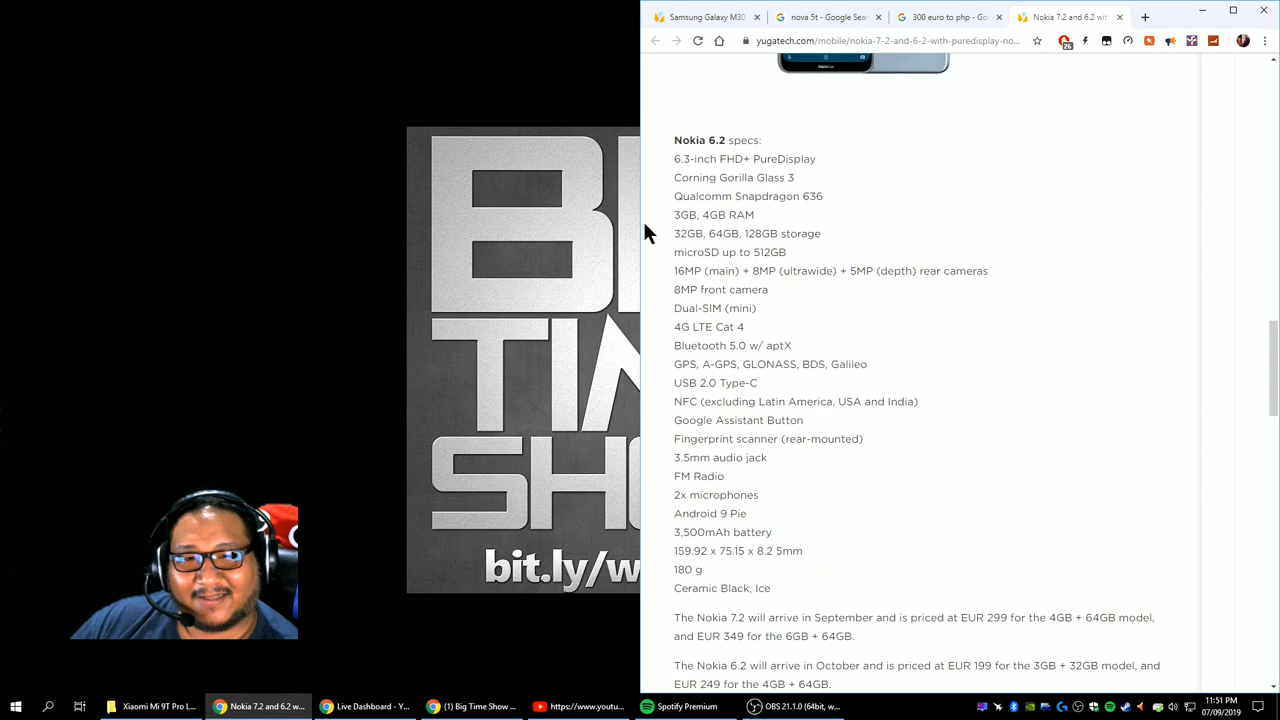 Samsung Galaxy M30
nova 5t - Google Sea
300 euro to php - Goo
Nokia 7.2 and 6.2 with
yugatech.com/mobile/nokia-7-2-and-6-2-with-puredisplay-no...
26
NOKIA
Nokia 6.2 specs:
6.3-inch FHD+ PureDisplay
Corning Gorilla Glass 3
Qualcomm Snapdragon 636
3GB, 4GB RAM
32GB, 64GB, 128GB storage
microSD up to 512GB
16MP (main) + 8MP (ultrawide) + 5MP (depth) rear cameras
8MP front camera
Dual-SIM (mini)
4G LTE Cat 4
Bluetooth 5.0 w/ aptX
GPS, A-GPS, GLONASS, BDS, Galileo
USB 2.0 Type-C
NFC (excluding Latin America, USA and India)
Google Assistant Button
Fingerprint scanner (rear-mounted)
3.5mm audio jack
FM Radio
2x microphones
Android 9 Pie
3,500mAh battery
159.92 x 75.15 x 8.2 5mm
180 g
Ceramic Black, Ice
The Nokia 7.2 will arrive in September and is priced at EUR 299 for the 4GB + 64GB model,
and EUR 349 for the 6GB + 64GB.
The Nokia 6.2 will arrive in October and is priced at EUR 199 for the 3GB + 32GB model, and
EUR 249 for the 4GB + 64GB.
B
TI
SH
bit.ly/w
Xiaomi Mi 9T Pro L...
Nokia 7.2 and 6.2 w...
Live Dashboard - Y...
(1) Big Time Show ...
https://www.youtu...
Spotify Premium
OBS 21.1.0 (64bit, w...
11:51 PM
07/09/2019